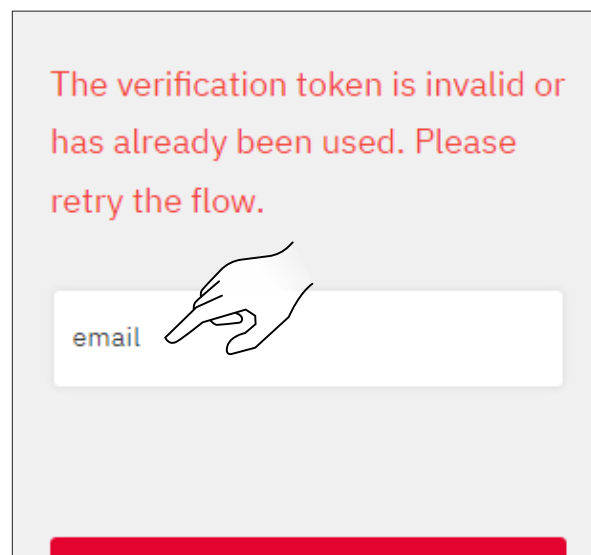 The verification token is invalid or
has already been used. Please
retry the flow.
email